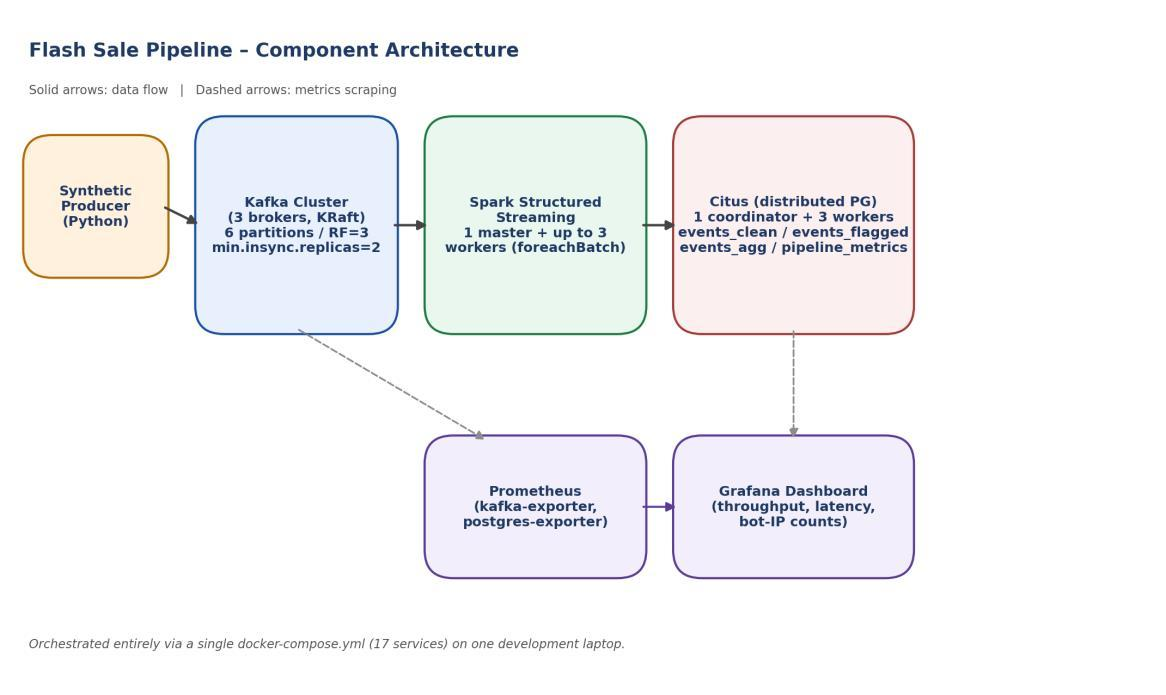 Flash Sale Pipeline – Component Architecture
Solid arrows: data flow   |   Dashed arrows: metrics scraping
Synthetic
Producer
(Python)
Kafka Cluster
(3 brokers, KRaft)
6 partitions / RF=3
min.insync.replicas=2
Spark Structured
Streaming
1 master + up to 3
workers (foreachBatch)
Citus (distributed PG)
1 coordinator + 3 workers
events_clean / events_flagged
events_agg / pipeline_metrics
Prometheus
(kafka-exporter,
postgres-exporter)
Grafana Dashboard
(throughput, latency,
bot-IP counts)
Orchestrated entirely via a single docker-compose.yml (17 services) on one development laptop.